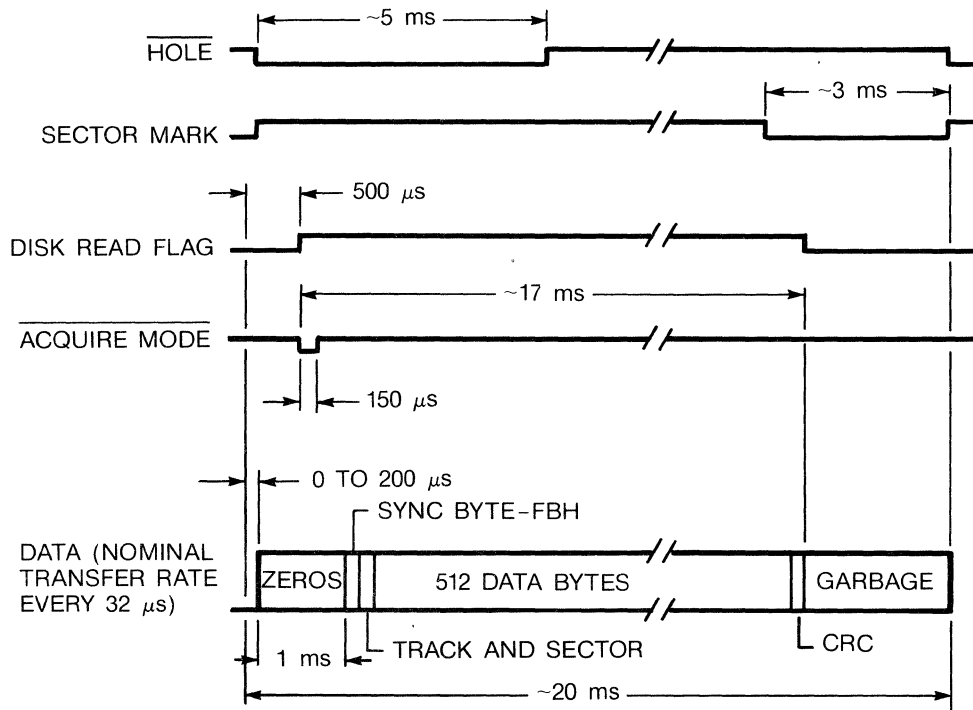 ~5 ms
HOLE
~3 ms
SECTOR MARK
500 μs
DISK READ FLAG
~17 ms
ACQUIRE MODE
150 μs
0 TO 200 μs
SYNC BYTE-FBH
DATA (NOMINAL
TRANSFER RATE
EVERY 32 μs)
ZEROS
512 DATA BYTES
GARBAGE
TRACK AND SECTOR
CRC
1 ms
~20 ms